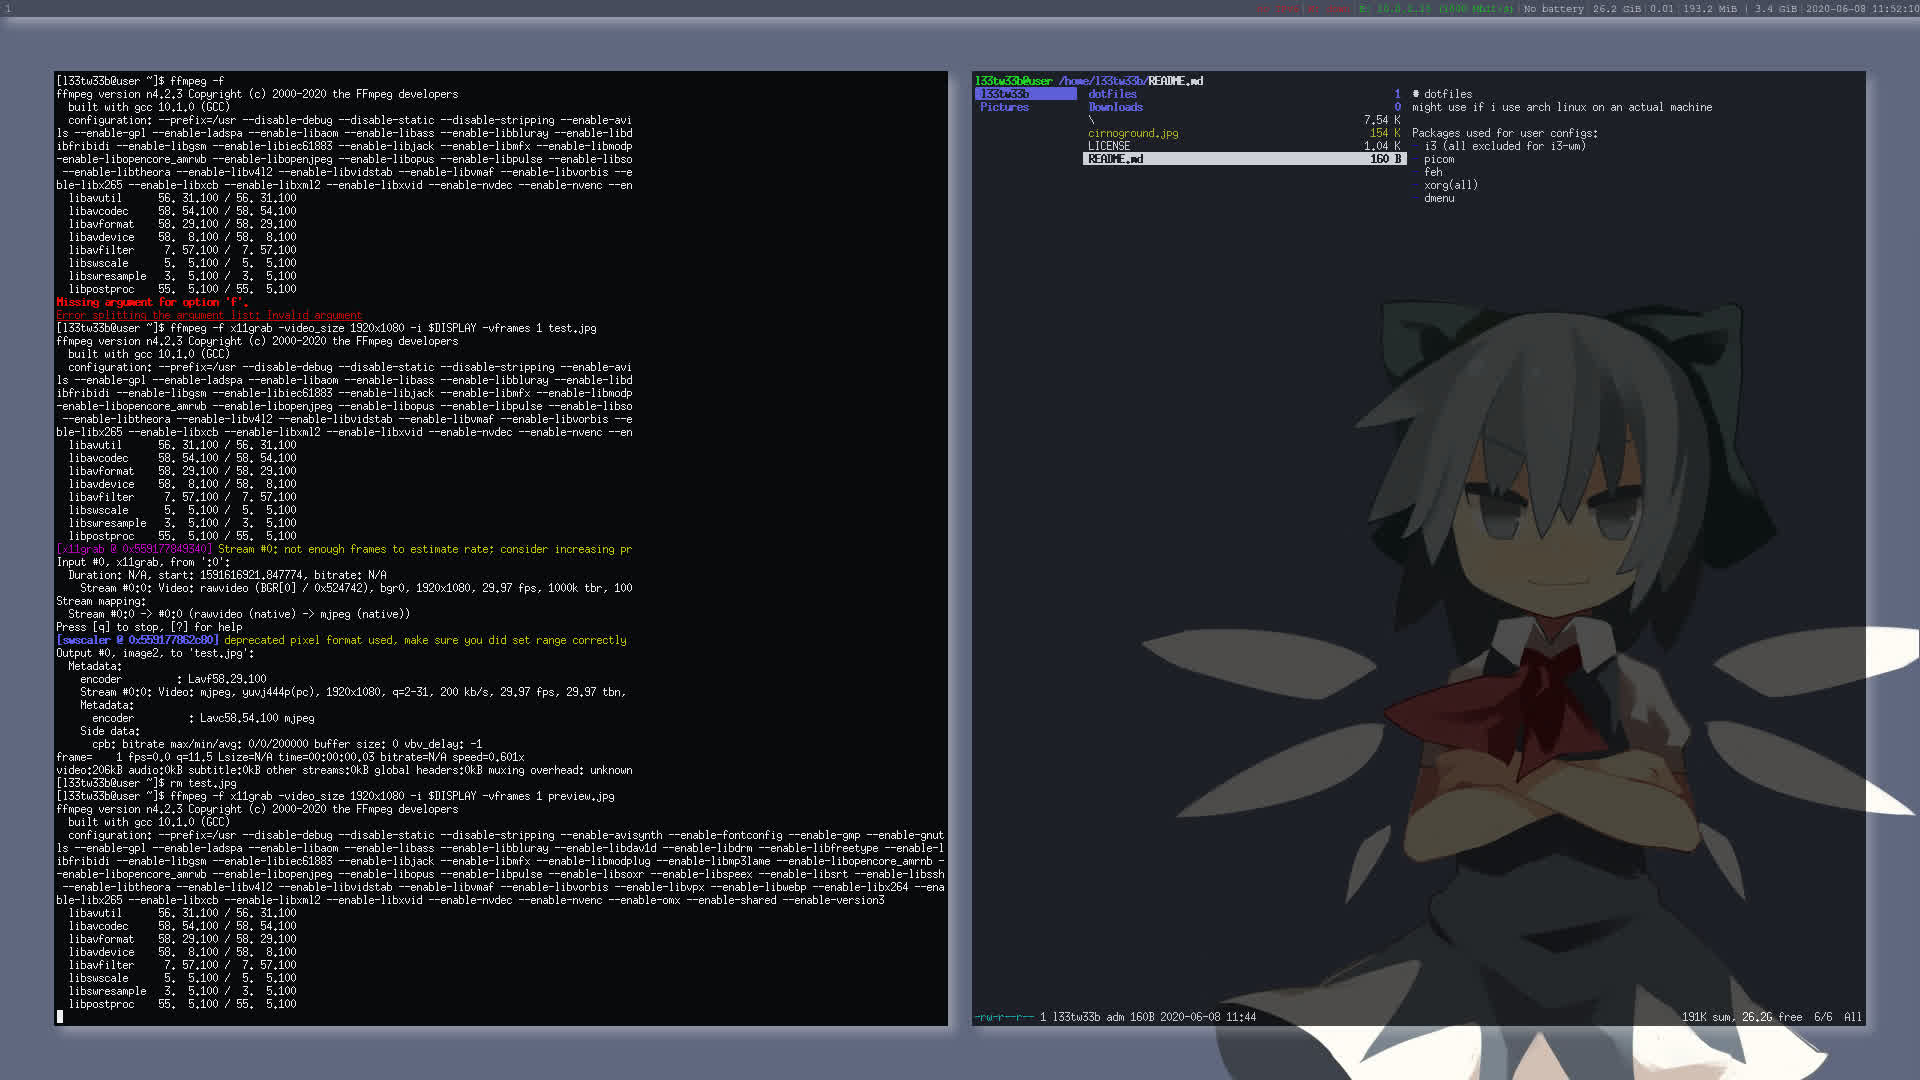 1
E: 10.0.2.15 (1000 Mbit/s) | No battery | 26.2 GiB | 0.01 | 193.2 MiB | 3.4 GiB | 2020-06-08 11:52:10
[l33tw33b@user ~]$ ffmpeg -f
ffmpeg version n4.2.3 Copyright (c) 2000-2020 the FFmpeg developers
  built with gcc 10.1.0 (GCC)
  configuration: --prefix=/usr --disable-debug --disable-static --disable-stripping --enable-avi
ls --enable-gpl --enable-ladspa --enable-libaom --enable-libass --enable-libbluray --enable-libd
ibfribidi --enable-libgsm --enable-libiec61883 --enable-libjack --enable-libmfx --enable-libmodp
-enable-libopencore_amrwb --enable-libopenjpeg --enable-libopus --enable-libpulse --enable-libso
 --enable-libtheora --enable-libv4l2 --enable-libvidstab --enable-libvmaf --enable-libvorbis --e
ble-libx265 --enable-libxcb --enable-libxml2 --enable-libxvid --enable-nvdec --enable-nvenc --en
  libavutil      56. 31.100 / 56. 31.100
  libavcodec     58. 54.100 / 58. 54.100
  libavformat    58. 29.100 / 58. 29.100
  libavdevice    58.  8.100 / 58.  8.100
  libavfilter     7. 57.100 /  7. 57.100
  libswscale      5.  5.100 /  5.  5.100
  libswresample   3.  5.100 /  3.  5.100
  libpostproc    55.  5.100 / 55.  5.100
Missing argument for option 'f'.
Error splitting the argument list: Invalid argument
[l33tw33b@user ~]$ ffmpeg -f x11grab -video_size 1920x1080 -i $DISPLAY -vframes 1 test.jpg
ffmpeg version n4.2.3 Copyright (c) 2000-2020 the FFmpeg developers
  built with gcc 10.1.0 (GCC)
  configuration: --prefix=/usr --disable-debug --disable-static --disable-stripping --enable-avi
ls --enable-gpl --enable-ladspa --enable-libaom --enable-libass --enable-libbluray --enable-libd
ibfribidi --enable-libgsm --enable-libiec61883 --enable-libjack --enable-libmfx --enable-libmodp
-enable-libopencore_amrwb --enable-libopenjpeg --enable-libopus --enable-libpulse --enable-libso
 --enable-libtheora --enable-libv4l2 --enable-libvidstab --enable-libvmaf --enable-libvorbis --e
ble-libx265 --enable-libxcb --enable-libxml2 --enable-libxvid --enable-nvdec --enable-nvenc --en
  libavutil      56. 31.100 / 56. 31.100
  libavcodec     58. 54.100 / 58. 54.100
  libavformat    58. 29.100 / 58. 29.100
  libavdevice    58.  8.100 / 58.  8.100
  libavfilter     7. 57.100 /  7. 57.100
  libswscale      5.  5.100 /  5.  5.100
  libswresample   3.  5.100 /  3.  5.100
  libpostproc    55.  5.100 / 55.  5.100
[x11grab @ 0x559177849340] Stream #0: not enough frames to estimate rate; consider increasing pr
Input #0, x11grab, from ':0':
  Duration: N/A, start: 1591616921.847774, bitrate: N/A
    Stream #0:0: Video: rawvideo (BGR[0] / 0x524742), bgr0, 1920x1080, 29.97 fps, 1000k tbr, 100
Stream mapping:
  Stream #0:0 -> #0:0 (rawvideo (native) -> mjpeg (native))
Press [q] to stop, [?] for help
[swscaler @ 0x559177862c80] deprecated pixel format used, make sure you did set range correctly
Output #0, image2, to 'test.jpg':
  Metadata:
    encoder         : Lavf58.29.100
    Stream #0:0: Video: mjpeg, yuvj444p(pc), 1920x1080, q=2-31, 200 kb/s, 29.97 fps, 29.97 tbn,
    Metadata:
      encoder         : Lavc58.54.100 mjpeg
    Side data:
      cpb: bitrate max/min/avg: 0/0/200000 buffer size: 0 vbv_delay: -1
frame=    1 fps=0.0 q=11.5 Lsize=N/A time=00:00:00.03 bitrate=N/A speed=0.601x
video:206kB audio:0kB subtitle:0kB other streams:0kB global headers:0kB muxing overhead: unknown
[l33tw33b@user ~]$ rm test.jpg
[l33tw33b@user ~]$ ffmpeg -f x11grab -video_size 1920x1080 -i $DISPLAY -vframes 1 preview.jpg
ffmpeg version n4.2.3 Copyright (c) 2000-2020 the FFmpeg developers
  built with gcc 10.1.0 (GCC)
  configuration: --prefix=/usr --disable-debug --disable-static --disable-stripping --enable-avisynth --enable-fontconfig --enable-gmp --enable-gnut
ls --enable-gpl --enable-ladspa --enable-libaom --enable-libass --enable-libbluray --enable-libdav1d --enable-libdrm --enable-libfreetype --enable-l
ibfribidi --enable-libgsm --enable-libiec61883 --enable-libjack --enable-libmfx --enable-libmodplug --enable-libmp3lame --enable-libopencore_amrnb -
-enable-libopencore_amrwb --enable-libopenjpeg --enable-libopus --enable-libpulse --enable-libsoxr --enable-libspeex --enable-libsrt --enable-libssh
 --enable-libtheora --enable-libv4l2 --enable-libvidstab --enable-libvmaf --enable-libvorbis --enable-libvpx --enable-libwebp --enable-libx264 --ena
ble-libx265 --enable-libxcb --enable-libxml2 --enable-libxvid --enable-nvdec --enable-nvenc --enable-omx --enable-shared --enable-version3
  libavutil      56. 31.100 / 56. 31.100
  libavcodec     58. 54.100 / 58. 54.100
  libavformat    58. 29.100 / 58. 29.100
  libavdevice    58.  8.100 / 58.  8.100
  libavfilter     7. 57.100 /  7. 57.100
  libswscale      5.  5.100 /  5.  5.100
  libswresample   3.  5.100 /  3.  5.100
  libpostproc    55.  5.100 / 55.  5.100
l33tw33b@user /home/l33tw33b/README.md
l33tw33b
Pictures
dotfiles 1
Downloads 0
\ 7.54 K
cirnoground.jpg 154 K
LICENSE 1.04 K
README.md 160 B
# dotfiles
might use if i use arch linux on an actual machine
Packages used for user configs:
- i3 (all excluded for i3-wm)
- picom
- feh
- xorg(all)
- dmenu
-rw-r--r-- 1 l33tw33b adm 160B 2020-06-08 11:44
191K sum, 26.2G free  6/6  All